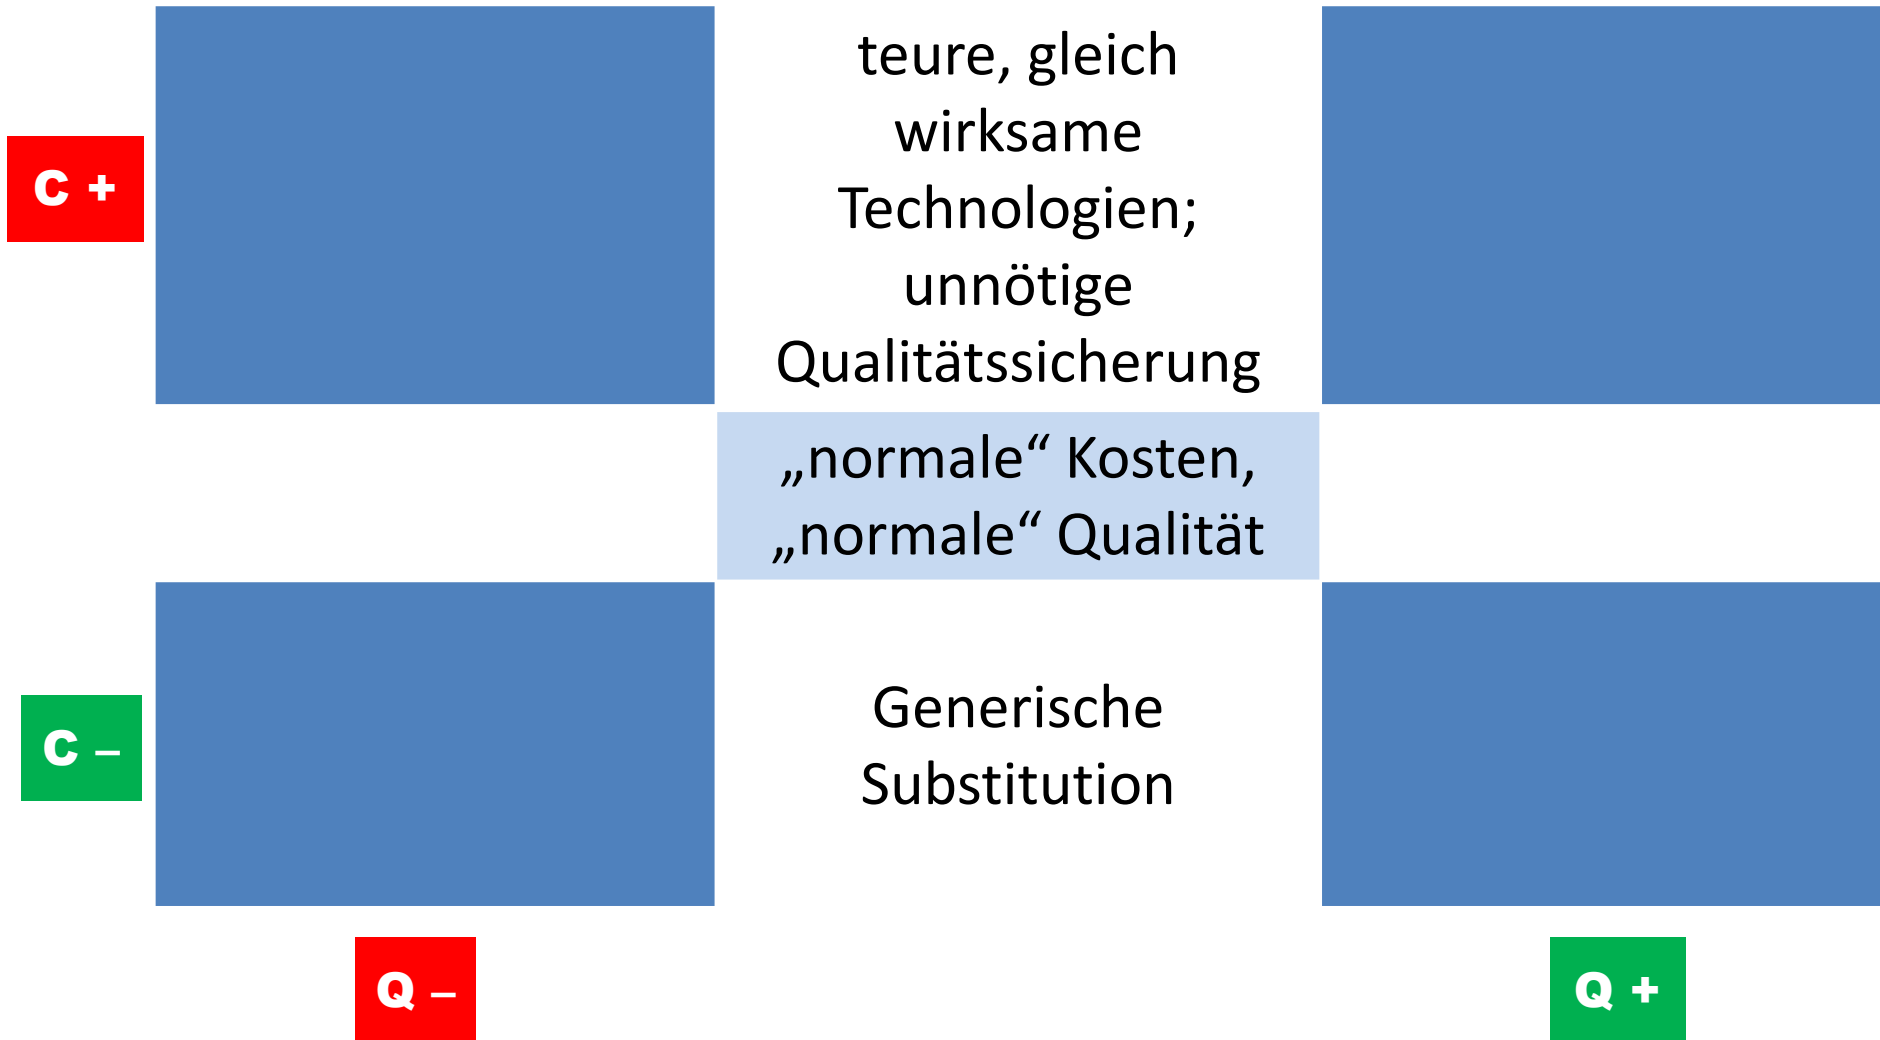 teure, gleich
wirksame
Technologien;
unnötige
Qualitätssicherung
C +
„normale“ Kosten,
„normale“ Qualität
C –
Generische
Substitution
Q –
Q +